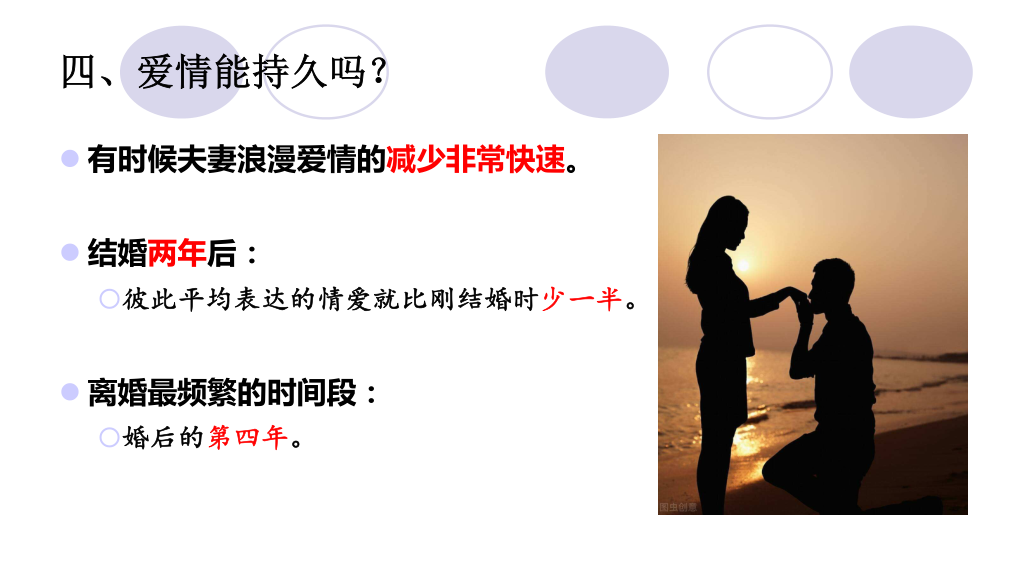 四、爱情能持久吗？
有时候夫妻浪漫爱情的减少非常快速。
结婚两年后：
彼此平均表达的情爱就比刚结婚时少一半。
离婚最频繁的时间段：
婚后的第四年。
图虫创意